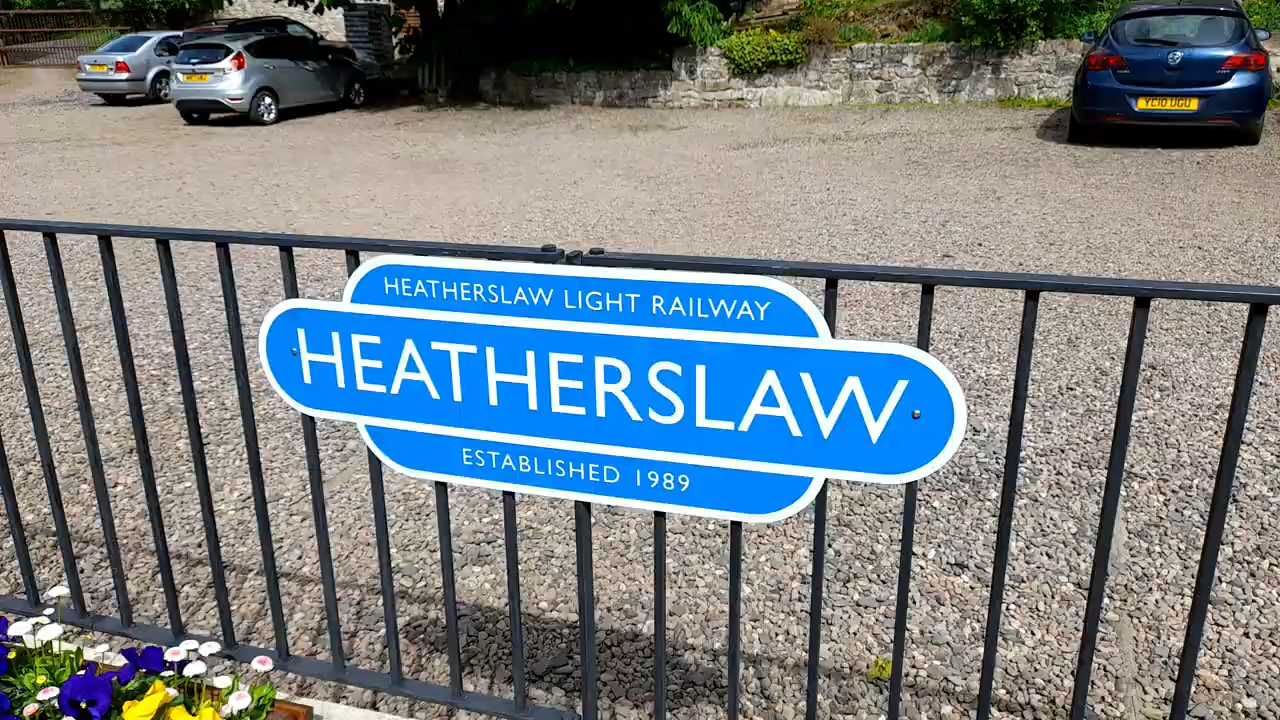 YC10 UGU
HEATHERSLAW LIGHT RAILWAY
HEATHERSLAW
ESTABLISHED 1989